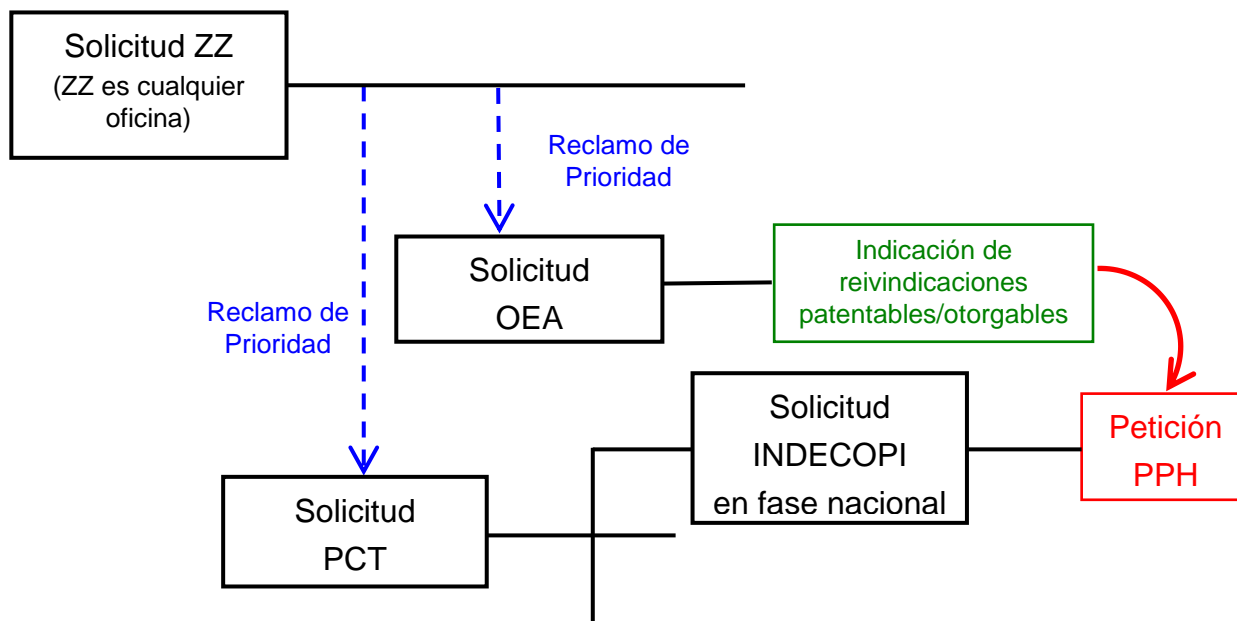 Solicitud ZZ
(ZZ es cualquier
oficina)
Reclamo de
Prioridad
Solicitud
OEA
Indicación de
reivindicaciones
patentables/otorgables
Reclamo de
Prioridad
Solicitud
INDECOPI
en fase nacional
Petición
PPH
Solicitud
PCT